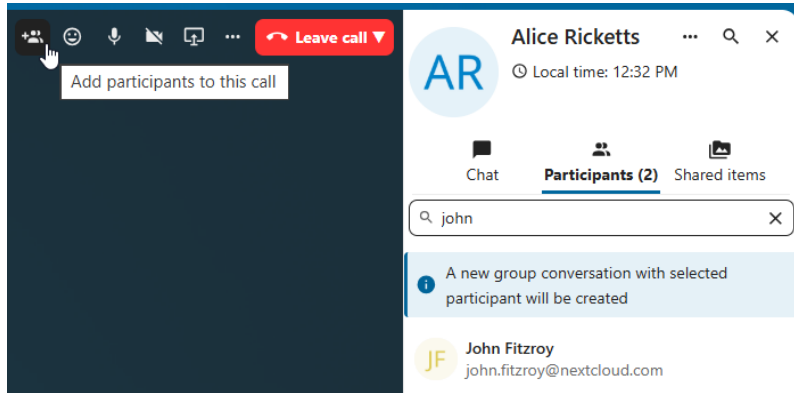 Leave call
Add participants to this call
AR
Alice Ricketts
Local time: 12:32 PM
Chat
Participants (2)
Shared items
john
A new group conversation with selected
participant will be created
JF
John Fitzroy
john.fitzroy@nextcloud.com